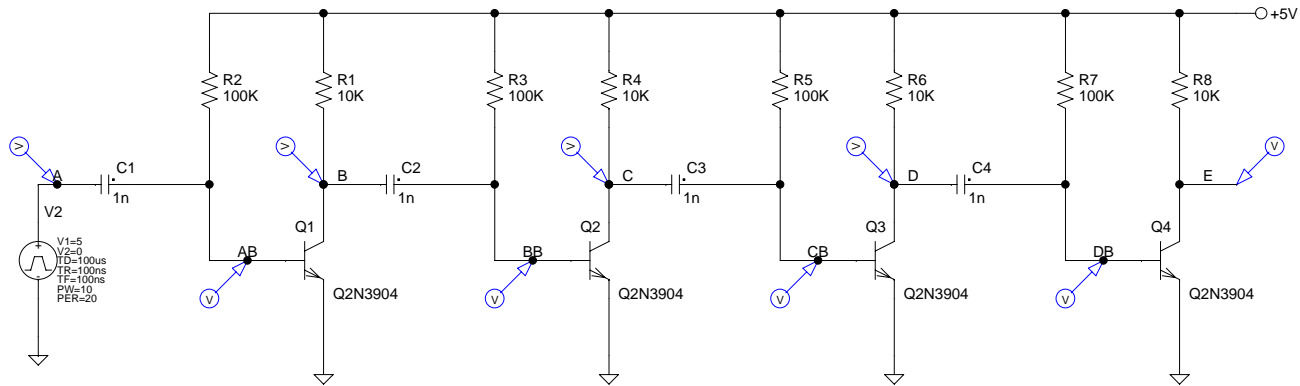 +5V
R2
100K
R1
10K
R3
100K
R4
10K
R5
100K
R6
10K
R7
100K
R8
10K
V
V
V
V
V
A
C1
1n
B
C2
1n
C
C3
1n
D
C4
1n
E
V2
V1=5
V2=0
TD=100us
TR=100ns
TF=100ns
PW=10
PER=20
+
-
AB
Q1
Q2N3904
BB
Q2
Q2N3904
CB
Q3
Q2N3904
DB
Q4
Q2N3904
V
V
V
V